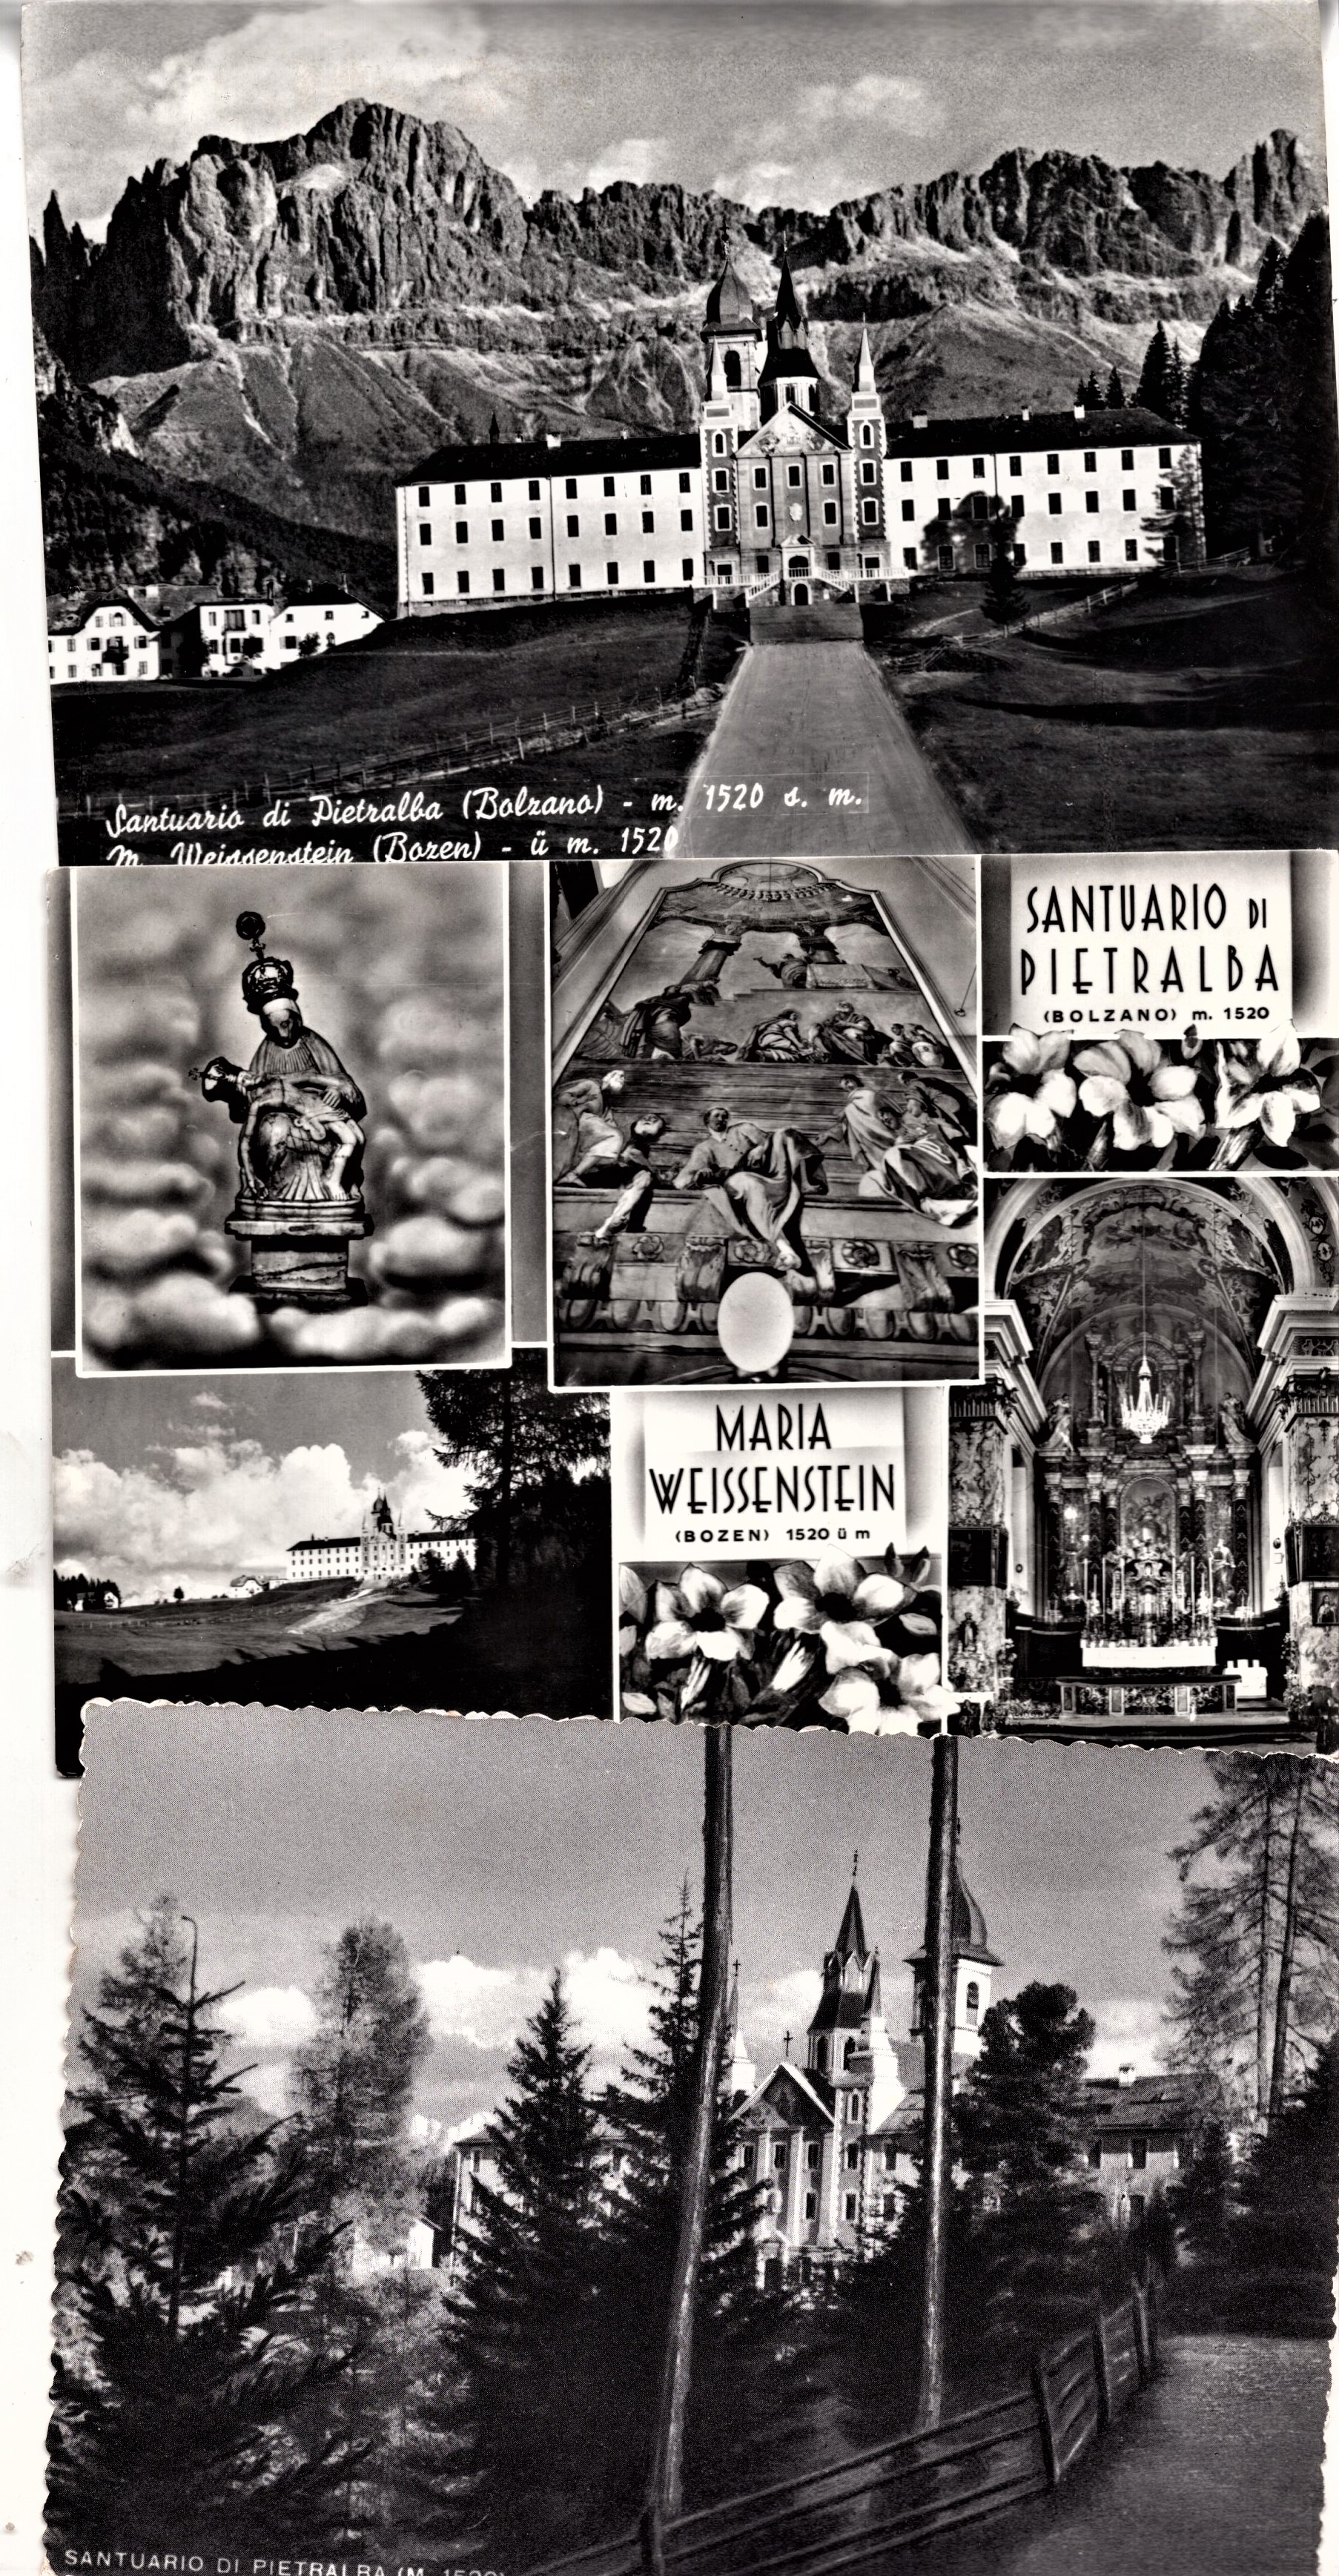 Santuario di Pietralba (Bolzano) - m. 1520 s. m.
M. Weissenstein (Bozen) - ü m. 1520
SANTUARIO DI
PIETRALBA
(BOLZANO) m. 1520
MARIA
WEISSENSTEIN
(BOZEN) 1520 ü m
SANTUARIO DI PIETRALBA (M. 1520)